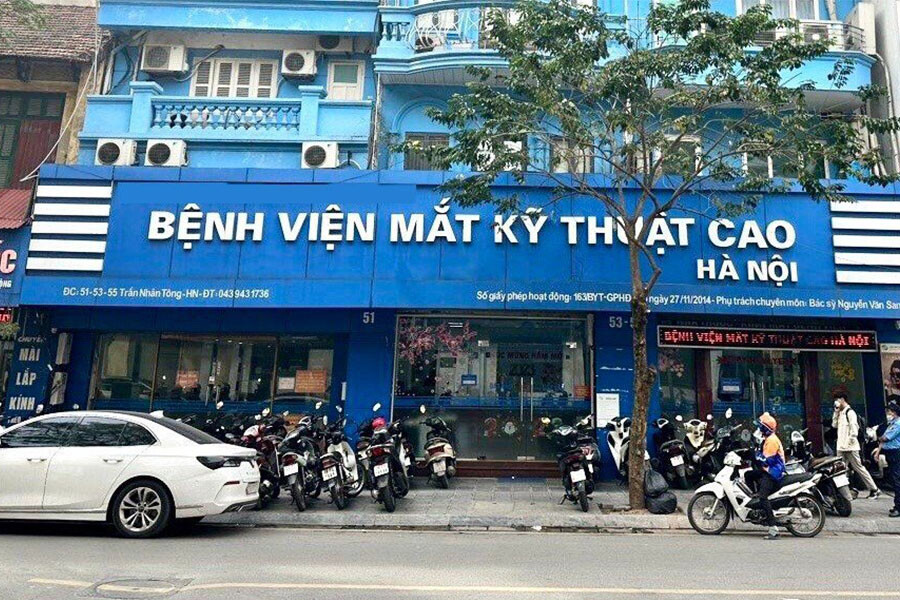 BỆNH VIỆN MẮT KỸ THUẬT CAO
HÀ NỘI
ĐC: 51-53-55 Trần Nhân Tông-HN-ĐT: 043 943 1736
Số giấy phép hoạt động: 163/BYT-GPHĐ ngày 27/11/2014- Phụ trách chuyên môn: Bác sỹ Nguyễn Văn San
51
53-
BỆNH VIỆN MẮT KỸ THUẬT CAO HÀ NỘI
MÀI
LẮP
KÍNH